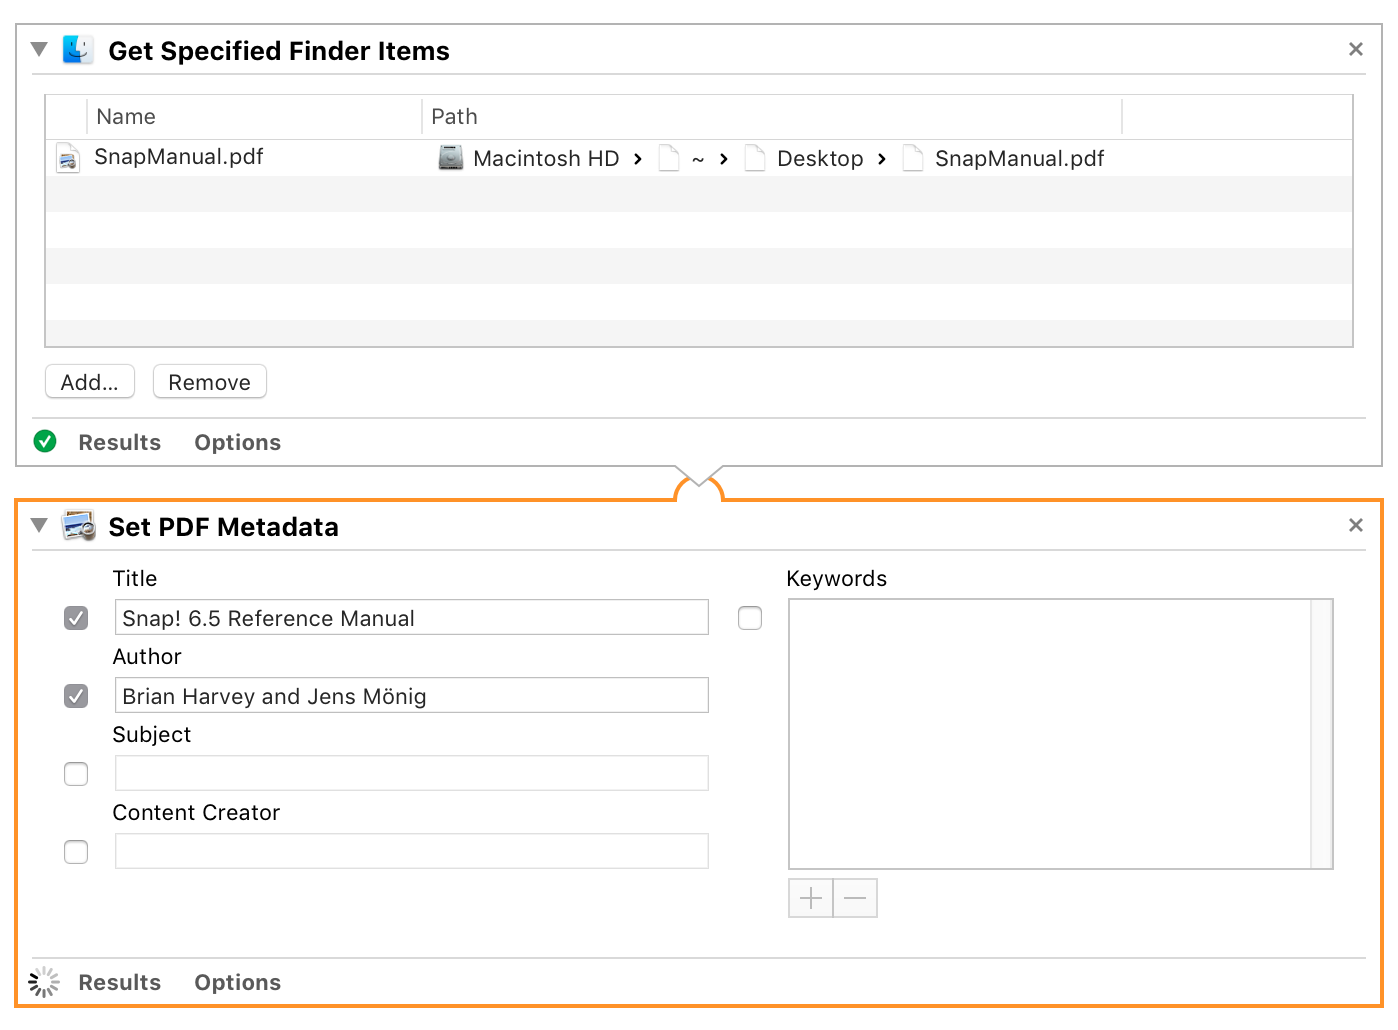 Get Specified Finder Items
Name Path
SnapManual.pdf Macintosh HD › ~ › Desktop › SnapManual.pdf
Add... Remove
Results Options
Set PDF Metadata
Title Keywords
Snap! 6.5 Reference Manual
Author
Brian Harvey and Jens Mönig
Subject
Content Creator
Results Options